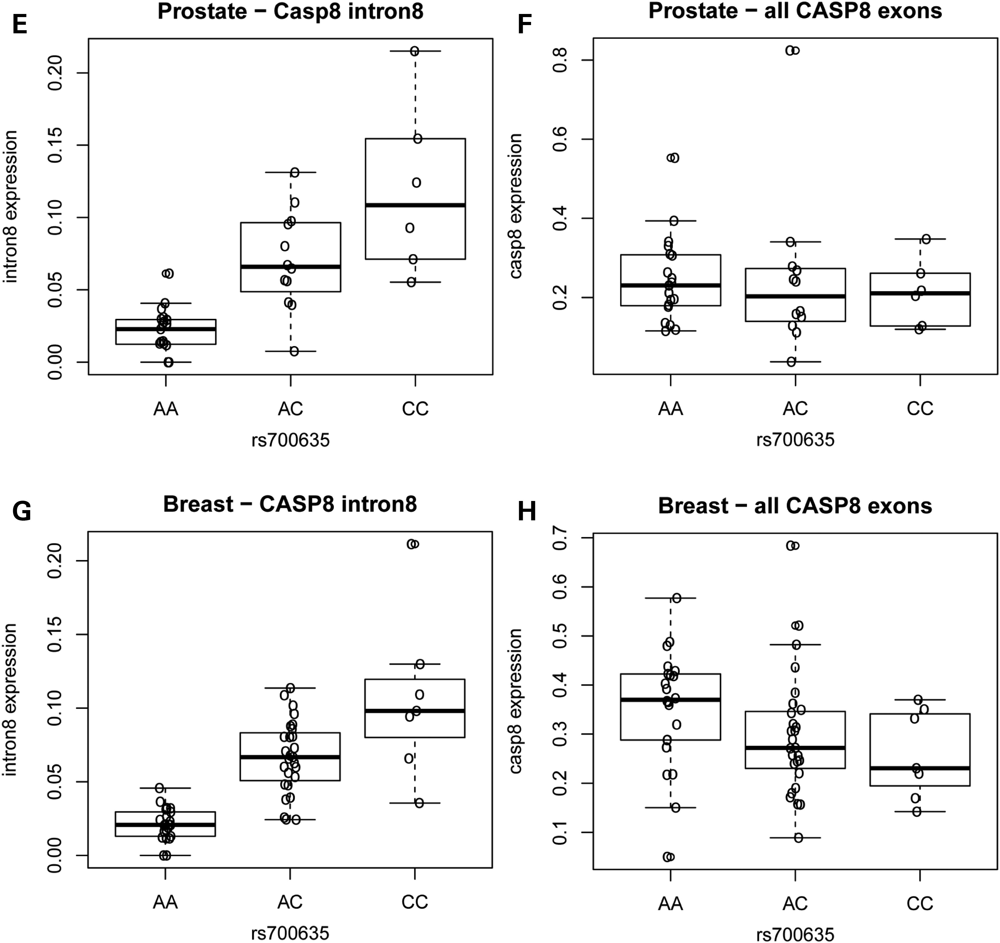 E
Prostate − Casp8 intron8
intron8 expression
0.20
0.15
0.10
0.05
0.00
AA
AC
CC
rs700635
F
Prostate − all CASP8 exons
casp8 expression
0.8
0.6
0.4
0.2
AA
AC
CC
rs700635
G
Breast − CASP8 intron8
intron8 expression
0.20
0.15
0.10
0.05
0.00
AA
AC
CC
rs700635
H
Breast − all CASP8 exons
casp8 expression
0.7
0.6
0.5
0.4
0.3
0.2
0.1
AA
AC
CC
rs700635